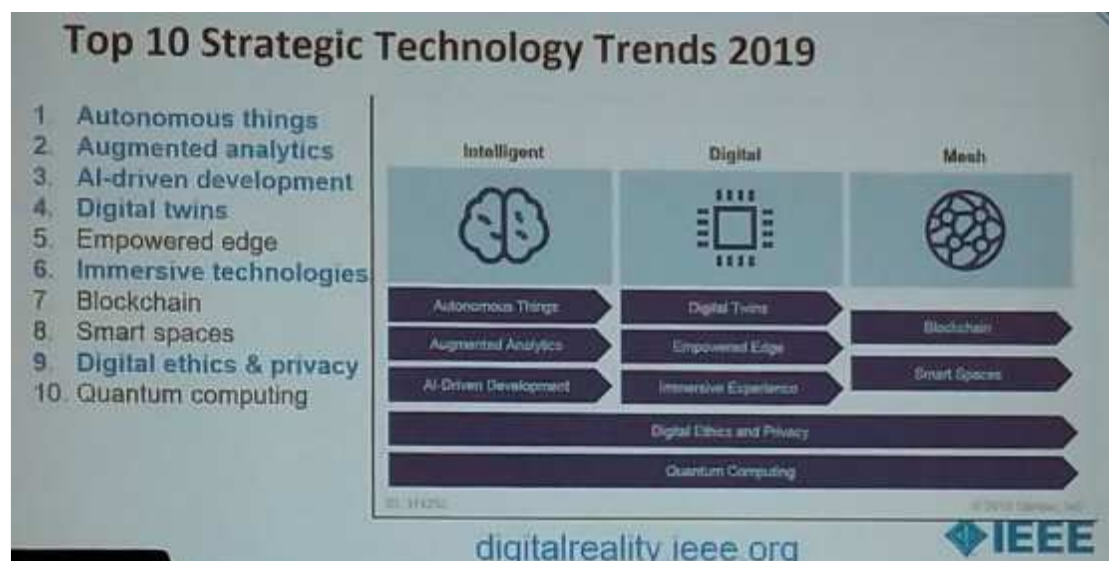 Top 10 Strategic Technology Trends 2019
1. Autonomous things
2. Augmented analytics
3. AI-driven development
4. Digital twins
5. Empowered edge
6. Immersive technologies
7 Blockchain
8. Smart spaces
9. Digital ethics & privacy
10. Quantum computing
Intelligent
Digital
Mesh
Autonomous Things
Digital Twins
Blockchain
Augmented Analytics
Empowered Edge
Smart Spaces
AI-Driven Development
Immersive Experience
Digital Ethics and Privacy
Quantum Computing
digitalreality.ieee.org
IEEE